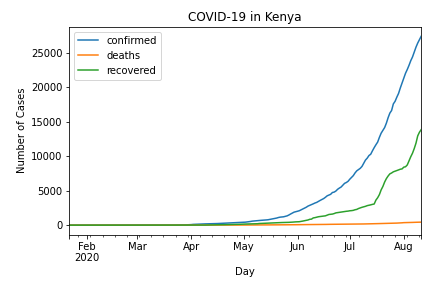 COVID-19 in Kenya
confirmed
deaths
recovered
Number of Cases
25000
20000
15000
10000
5000
0
Feb
2020
Mar
Apr
May
Jun
Jul
Aug
Day